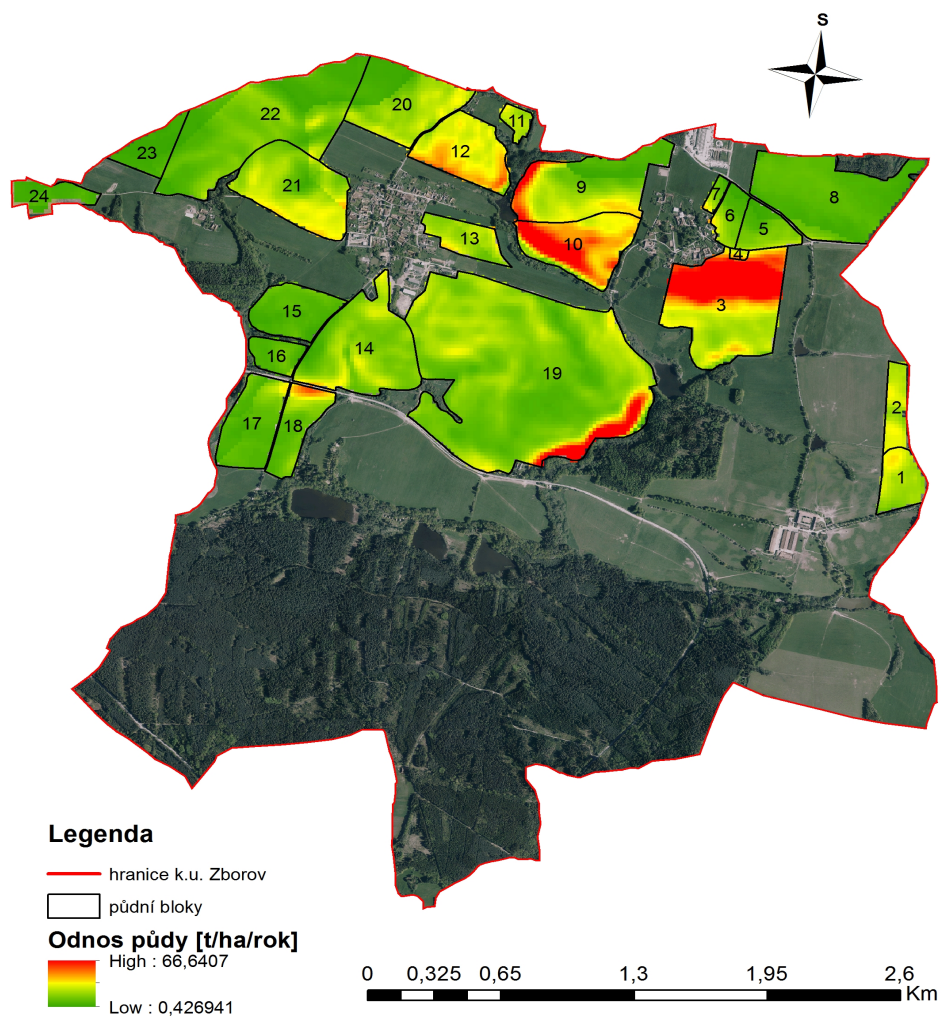 S
20
11
22
12
23
9
21
24
7
8
6
5
13
10
4
3
15
14
16
19
2
17
18
1
Legenda
hranice k.u. Zborov
půdní bloky
Odnos půdy [t/ha/rok]
High : 66,6407
Low : 0,426941
0 0,325 0,65 1,3 1,95 2,6
Km